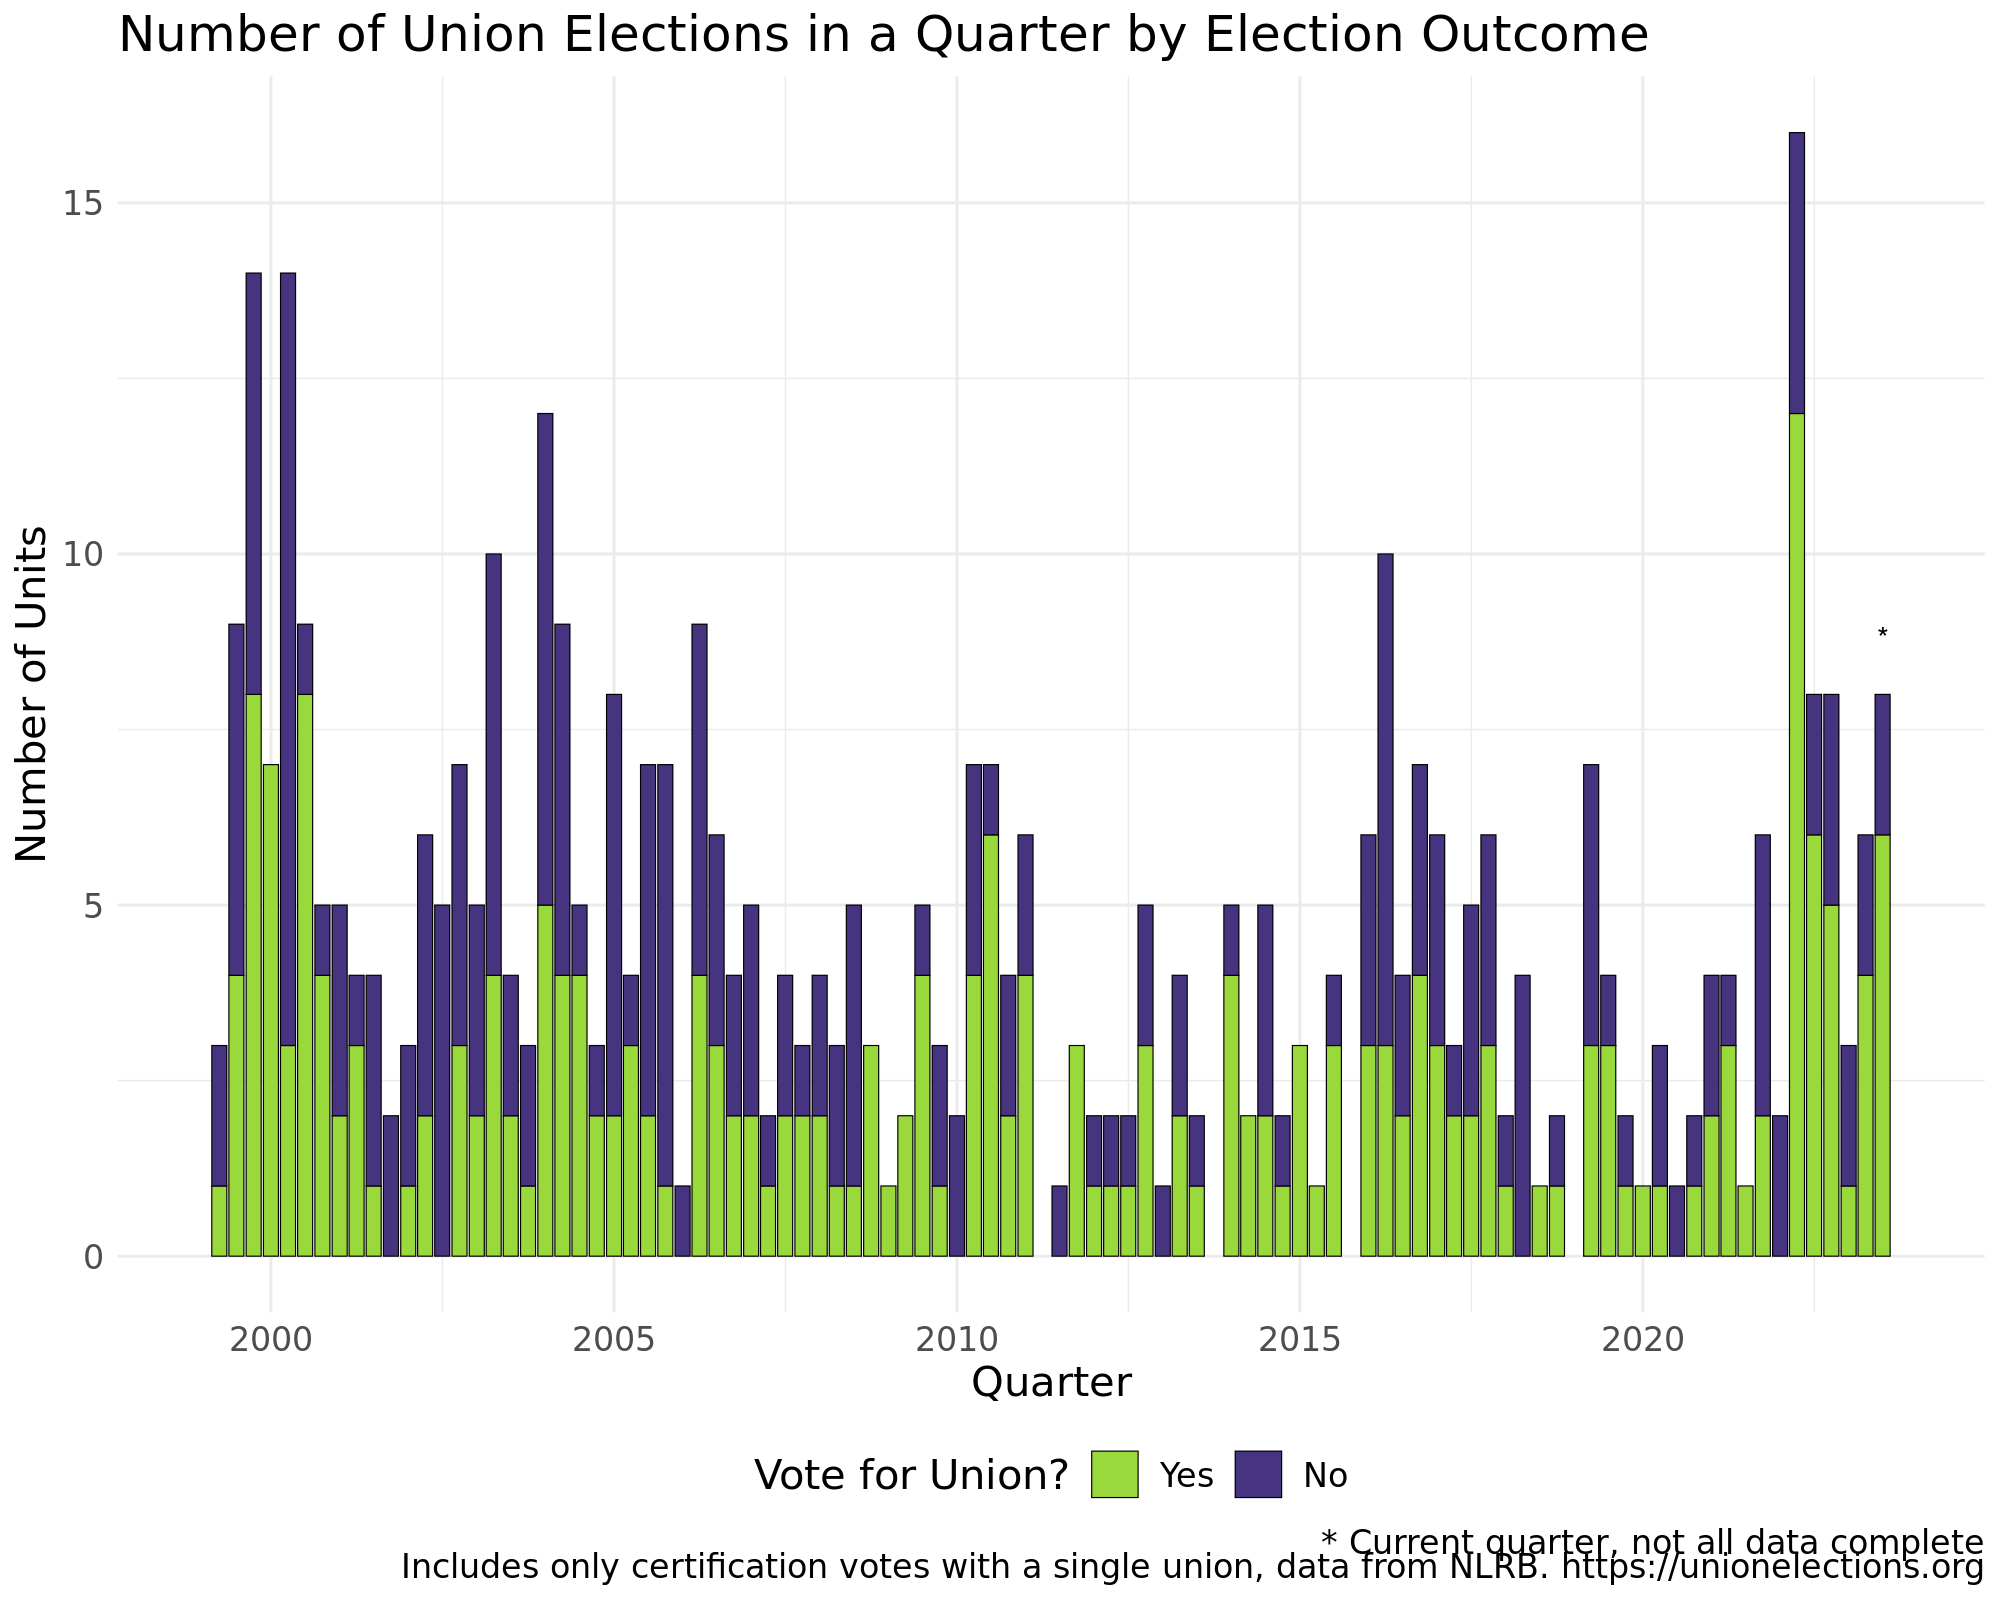 Number of Union Elections in a Quarter by Election Outcome
Number of Units
15
10
5
0
*
2000 2005 2010 2015 2020
Quarter
Vote for Union? Yes No
* Current quarter, not all data complete
Includes only certification votes with a single union, data from NLRB. https://unionelections.org